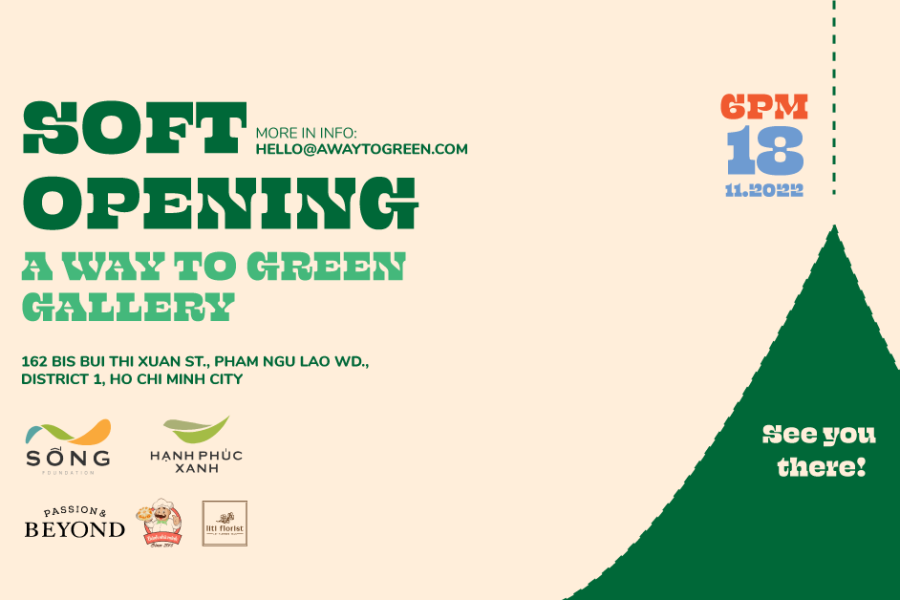 SOFT
MORE IN INFO:
HELLO@AWAYTOGREEN.COM
OPENING
A WAY TO GREEN
GALLERY
162 BIS BUI THI XUAN ST., PHAM NGU LAO WD.,
DISTRICT 1, HO CHI MINH CITY
6PM
18
11.2022
See you
there!
SỐNG
FOUNDATION
HẠNH PHÚC
XANH
PASSION &
BEYOND
liti florist